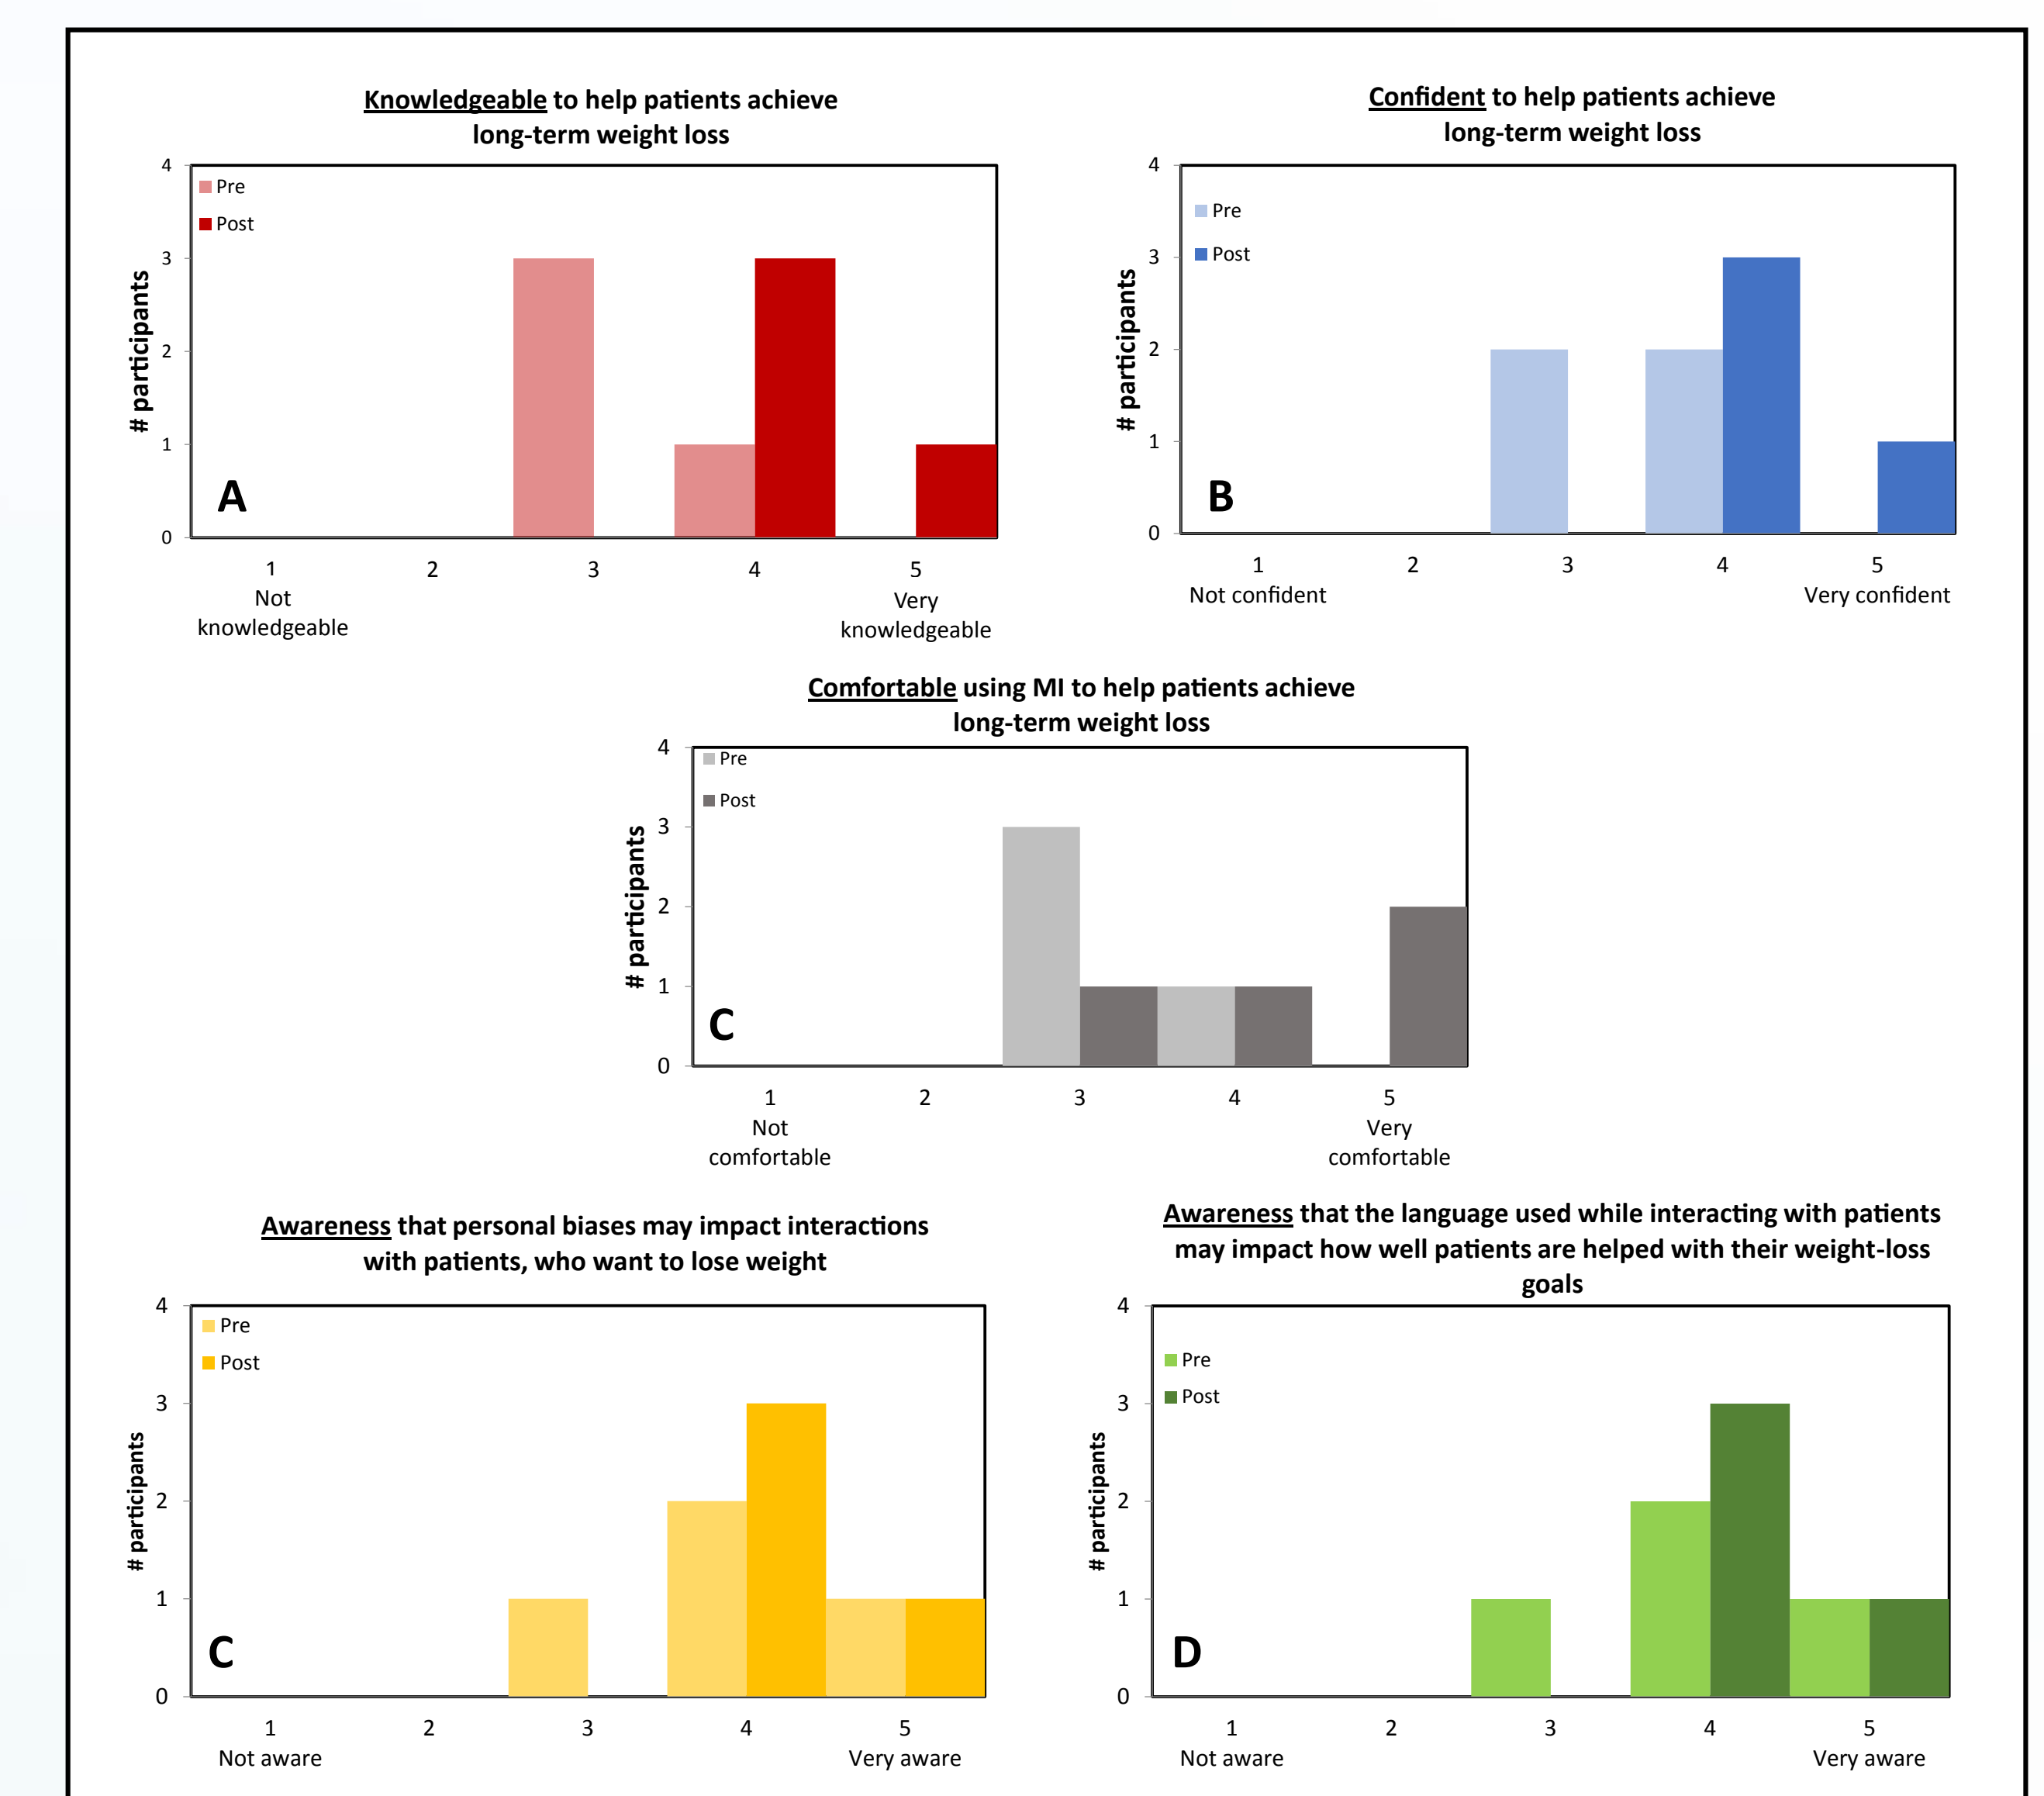 Knowledgeable to help patients achieve
long-term weight loss
4
3
2
1
0
# participants
Pre
Post
A
1
2
3
4
5
Not
knowledgeable
Very
knowledgeable
Confident to help patients achieve
long-term weight loss
4
3
2
1
0
# participants
Pre
Post
B
1
2
3
4
5
Not confident
Very confident
Comfortable using MI to help patients achieve
long-term weight loss
4
3
2
1
0
# participants
Pre
Post
C
1
2
3
4
5
Not
comfortable
Very
comfortable
Awareness that personal biases may impact interactions
with patients, who want to lose weight
4
3
2
1
0
# participants
Pre
Post
C
1
2
3
4
5
Not aware
Very aware
Awareness that the language used while interacting with patients
may impact how well patients are helped with their weight-loss
goals
4
3
2
1
0
# participants
Pre
Post
D
1
2
3
4
5
Not aware
Very aware